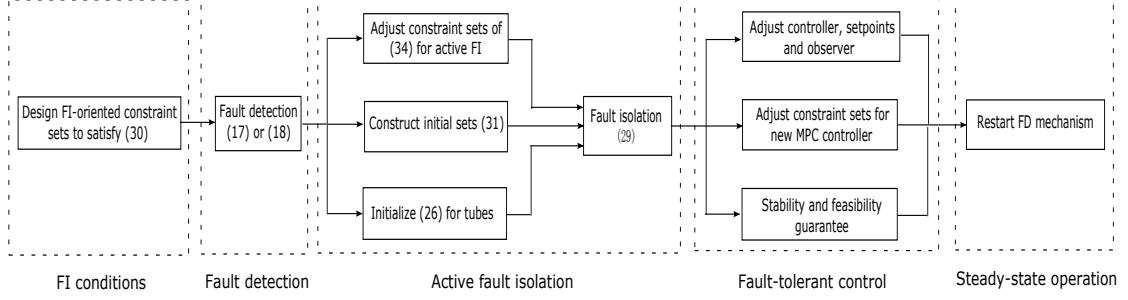 Design FI-oriented constraint
sets to satisfy (30)
Fault detection
(17) or (18)
Adjust constraint sets of
(34) for active FI
Construct initial sets (31)
Initialize (26) for tubes
Fault isolation
(29)
Adjust controller, setpoints
and observer
Adjust constraint sets for
new MPC controller
Stability and feasibility
guarantee
Restart FD mechanism
FI conditions
Fault detection
Active fault isolation
Fault-tolerant control
Steady-state operation